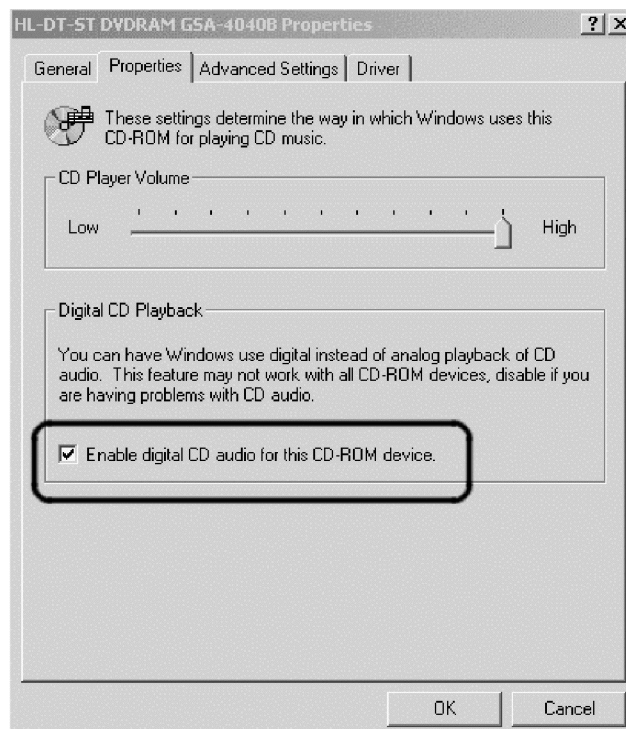 HL-DT-ST DVDRAM GSA-4040B Properties
General Properties Advanced Settings Driver
These settings determine the way in which Windows uses this
CD-ROM for playing CD music.
CD Player Volume
Low High
Digital CD Playback
You can have Windows use digital instead of analog playback of CD
audio. This feature may not work with all CD-ROM devices, disable if you
are having problems with CD audio.
Enable digital CD audio for this CD-ROM device.
OK Cancel